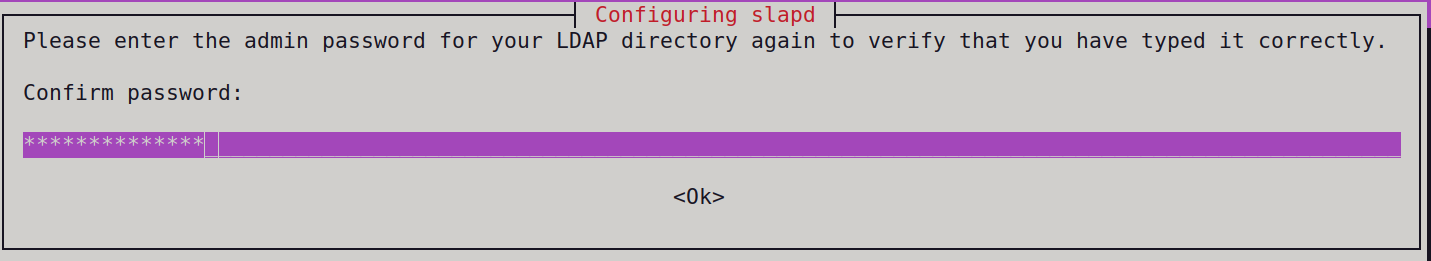 Configuring slapd
Please enter the admin password for your LDAP directory again to verify that you have typed it correctly.
Confirm password:
**************
<Ok>